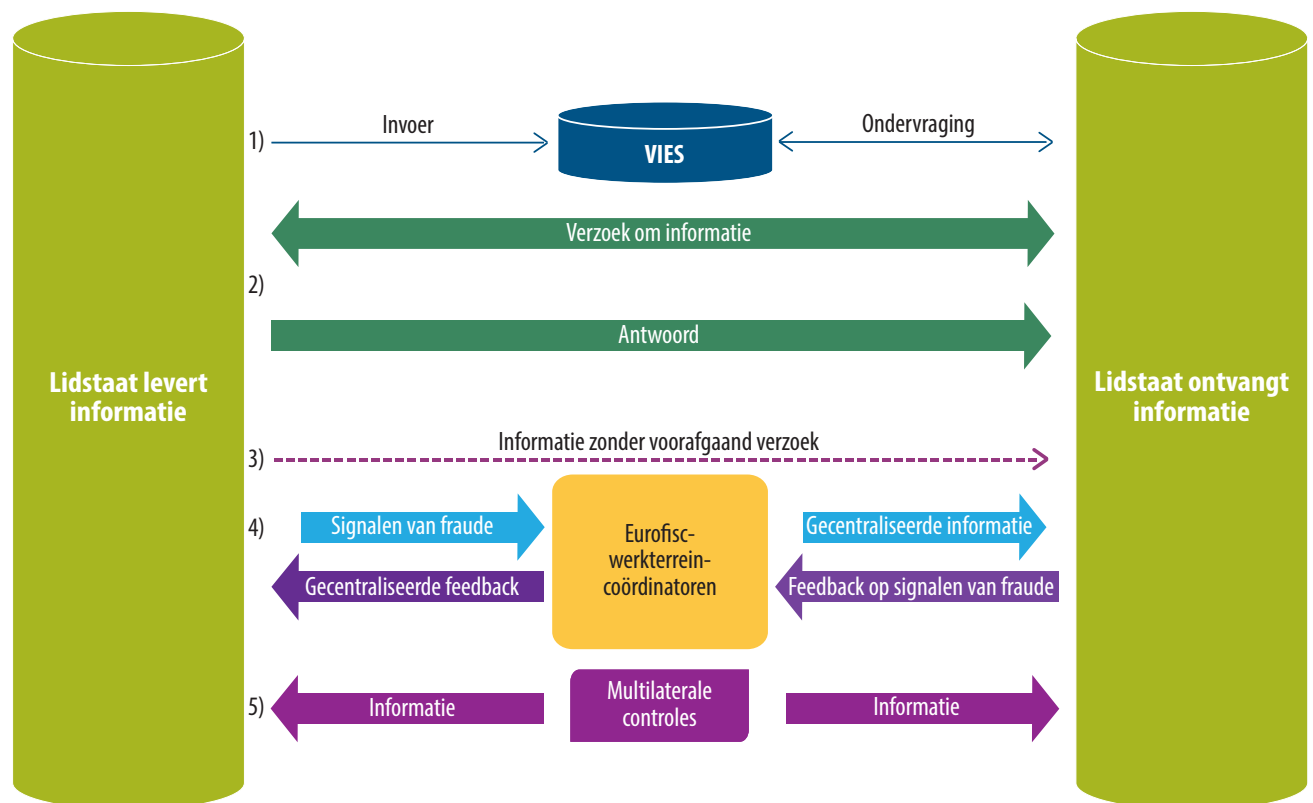 1)
Invoer
VIES
Ondervraging
Verzoek om informatie
2)
Antwoord
Lidstaat levert
informatie
Lidstaat ontvangt
informatie
Informatie zonder voorafgaand verzoek
3)
4)
Signalen van fraude
Gecentraliseerde feedback
Eurofisc-
werkterrein-
coördinatoren
Gecentraliseerde informatie
Feedback op signalen van fraude
5)
Informatie
Multilaterale
controles
Informatie